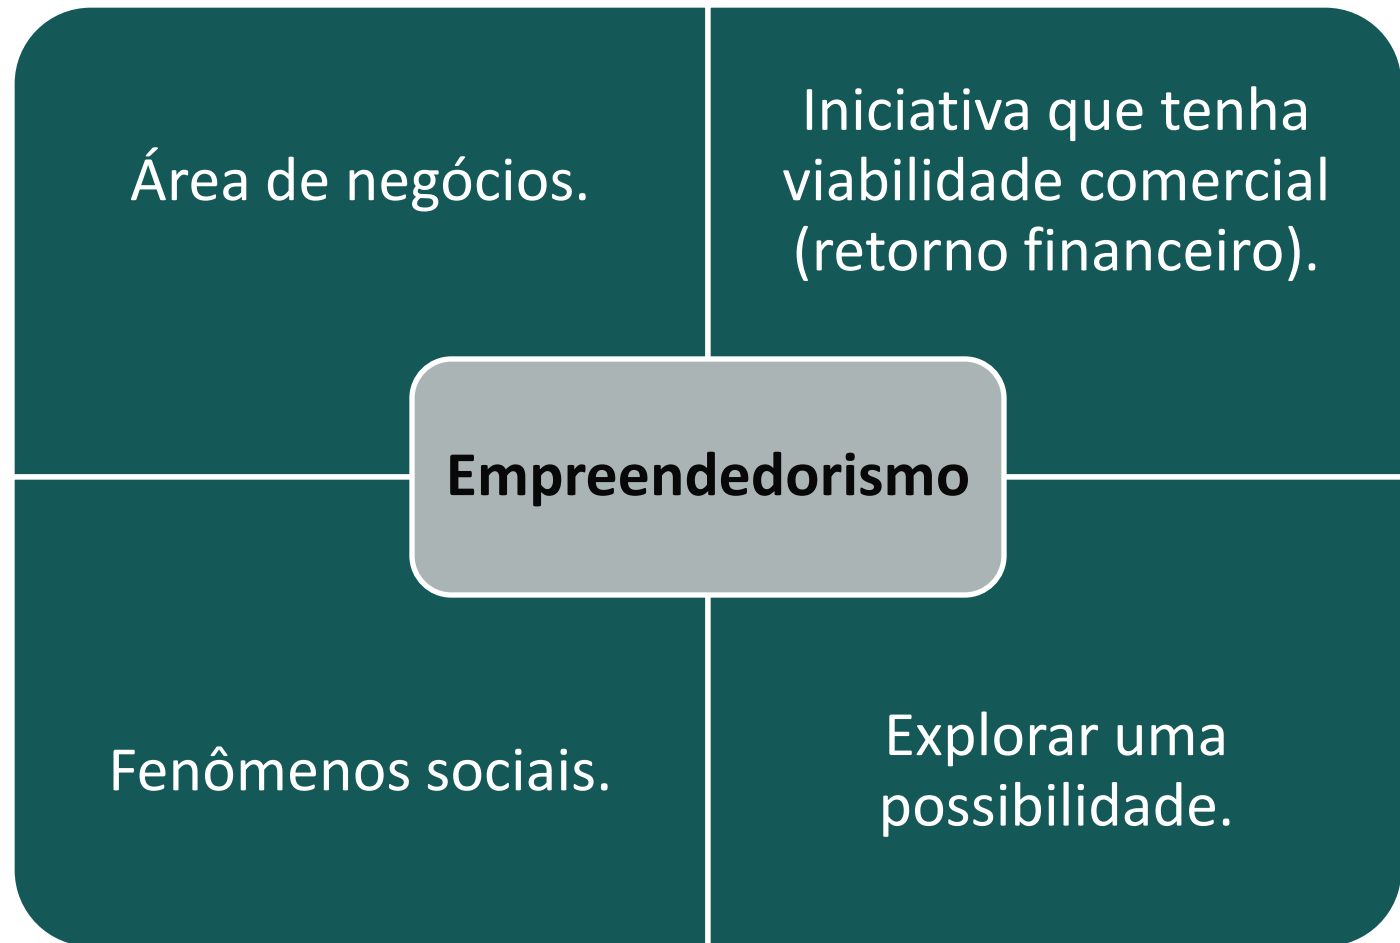 Área de negócios.
Iniciativa que tenha
viabilidade comercial
(retorno financeiro).
Empreendedorismo
Fenômenos sociais.
Explorar uma
possibilidade.